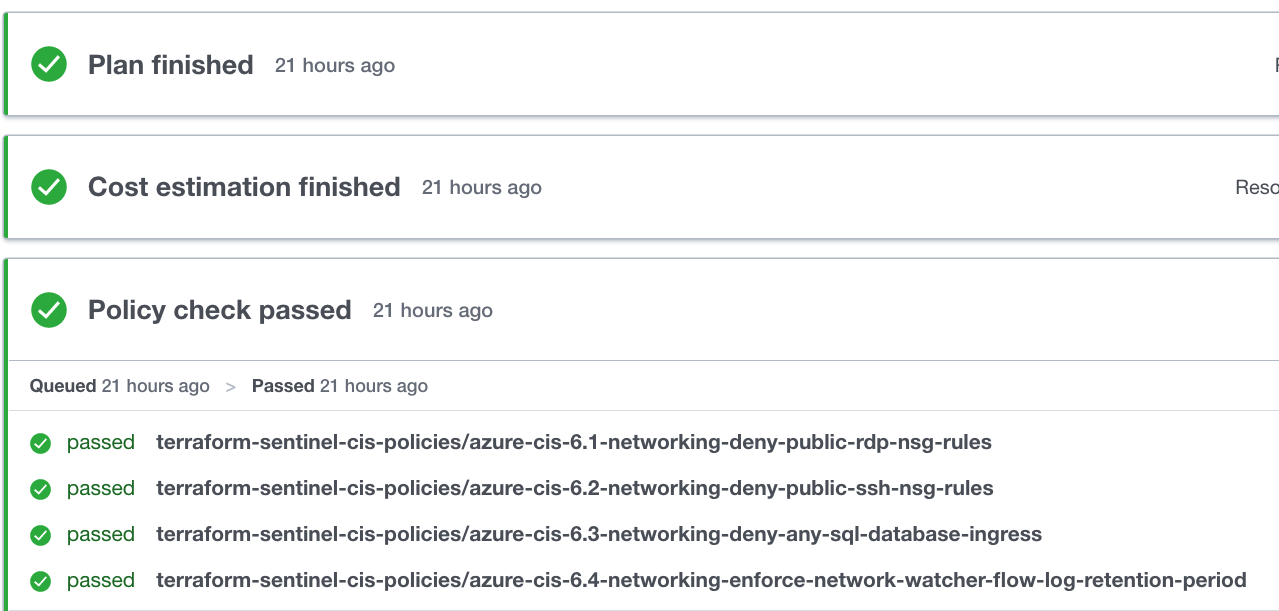 Plan finished 21 hours ago
Cost estimation finished 21 hours ago Reso
Policy check passed 21 hours ago
Queued 21 hours ago > Passed 21 hours ago
passed terraform-sentinel-cis-policies/azure-cis-6.1-networking-deny-public-rdp-nsg-rules
passed terraform-sentinel-cis-policies/azure-cis-6.2-networking-deny-public-ssh-nsg-rules
passed terraform-sentinel-cis-policies/azure-cis-6.3-networking-deny-any-sql-database-ingress
passed terraform-sentinel-cis-policies/azure-cis-6.4-networking-enforce-network-watcher-flow-log-retention-period